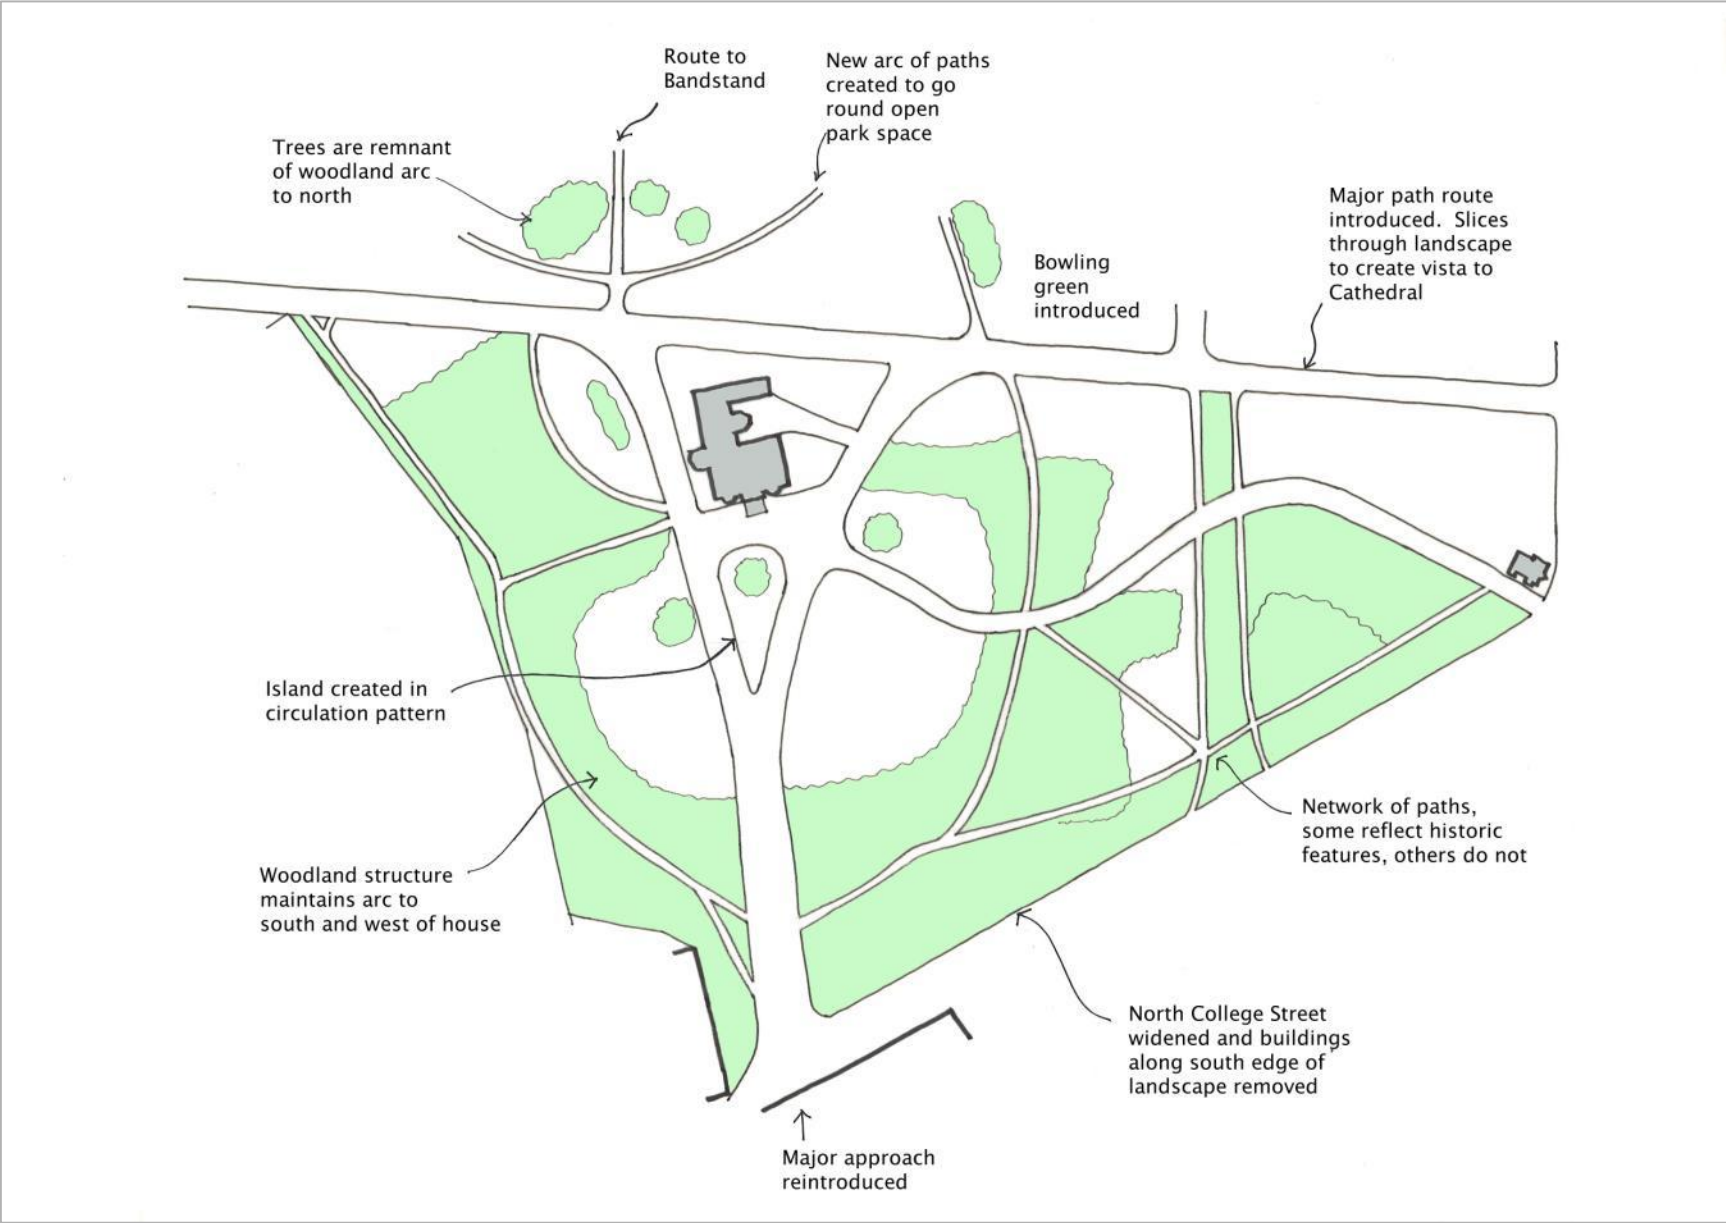 Route to
Bandstand
New arc of paths
created to go
round open
park space
Trees are remnant
of woodland arc
to north
Major path route
introduced.  Slices
through landscape
to create vista to
Cathedral
Bowling
green
introduced
Island created in
circulation pattern
Network of paths,
some reflect historic
features, others do not
Woodland structure
maintains arc to
south and west of house
North College Street
widened and buildings
along south edge of
landscape removed
Major approach
reintroduced